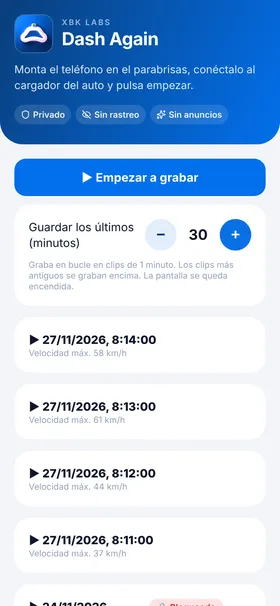 XBK LABS
Dash Again
Monta el teléfono en el parabrisas, conéctalo al
cargador del auto y pulsa empezar.
Privado
Sin rastreo
Sin anuncios
▶ Empezar a grabar
Guardar los últimos
(minutos)
− 30 +
Graba en bucle en clips de 1 minuto. Los clips más
antiguos se graban encima. La pantalla se queda
encendida.
▶ 27/11/2026, 8:14:00
Velocidad máx. 58 km/h
▶ 27/11/2026, 8:13:00
Velocidad máx. 61 km/h
▶ 27/11/2026, 8:12:00
Velocidad máx. 44 km/h
▶ 27/11/2026, 8:11:00
Velocidad máx. 37 km/h
▶ 24/11/2026